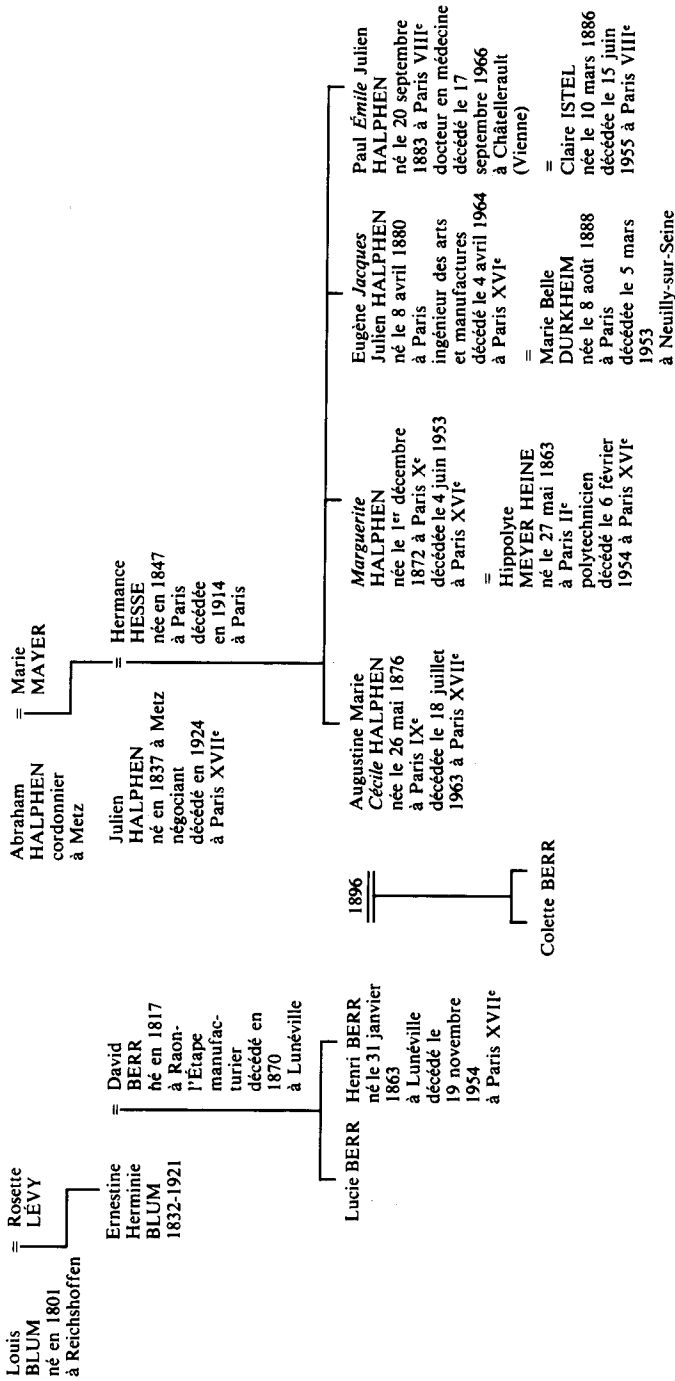 Louis
BLUM
né en 1801
à Reichshoffen
= Rosette
LÉVY
Ernestine
Herminie
BLUM
1832-1921
= David
BERR
né en 1817
à Raon-
l'Étape
manufac-
turier
décédé en
1870
à Lunéville
Lucie BERR
Henri BERR
né le 31 janvier
1863
à Lunéville
décédé le
19 novembre
1954
à Paris XVIIe
1896
Colette BERR
Abraham
HALPHEN
cordonnier
à Metz
= Marie
MAYER
Julien
HALPHEN
né en 1837 à Metz
négociant
décédé en 1924
à Paris XVIIe
= Hermance
HESSE
née en 1847
à Paris
décédée
en 1914
à Paris
Augustine Marie
Cécile HALPHEN
née le 26 mai 1876
à Paris IXe
décédée le 18 juillet
1963 à Paris XVIIe
Marguerite
HALPHEN
née le 1er décembre
1872 à Paris Xe
décédée le 4 juin 1953
à Paris XVIe
=
Hippolyte
MEYER HEINE
né le 27 mai 1863
à Paris IIe
polytechnicien
décédé le 6 février
1954 à Paris XVIe
Eugène Jacques
Julien HALPHEN
né le 8 avril 1880
à Paris
ingénieur des arts
et manufactures
décédé le 4 avril 1964
à Paris XVIe
=
Marie Belle
DURKHEIM
née le 8 août 1888
à Paris
décédée le 5 mars
1953
à Neuilly-sur-Seine
Paul Émile Julien
HALPHEN
né le 20 septembre
1883 à Paris VIIIe
docteur en médecine
décédé le 17
septembre 1966
à Châtellerault
(Vienne)
=
Claire ISTEL
née le 10 mars 1886
décédée le 15 juin
1955 à Paris VIIIe